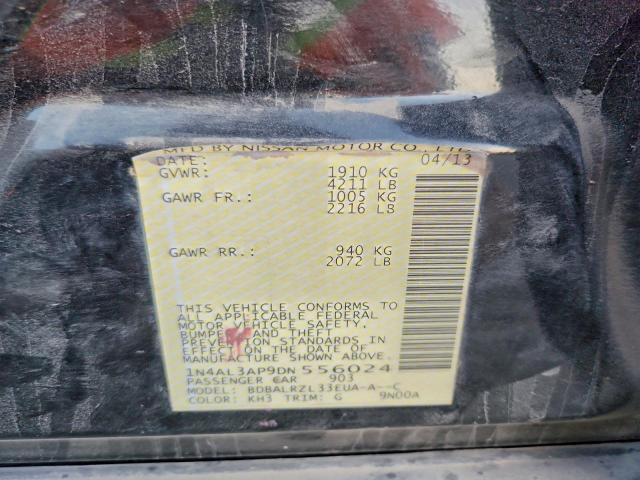 MFD BY NISSAN MOTOR CO., LTD.
DATE: 04/13
GVWR: 1910 KG
4211 LB
GAWR FR.: 1005 KG
2216 LB
GAWR RR.: 940 KG
2072 LB
THIS VEHICLE CONFORMS TO
ALL APPLICABLE FEDERAL
MOTOR VEHICLE SAFETY,
BUMPER AND THEFT
PREVENTION STANDARDS IN
EFFECT ON THE DATE OF
MANUFACTURE SHOWN ABOVE.
1N4AL3AP9DN556024
PASSENGER CAR 903
MODEL: BDBALRZL33EUA-A--C
COLOR: KH3 TRIM: G 9N00A